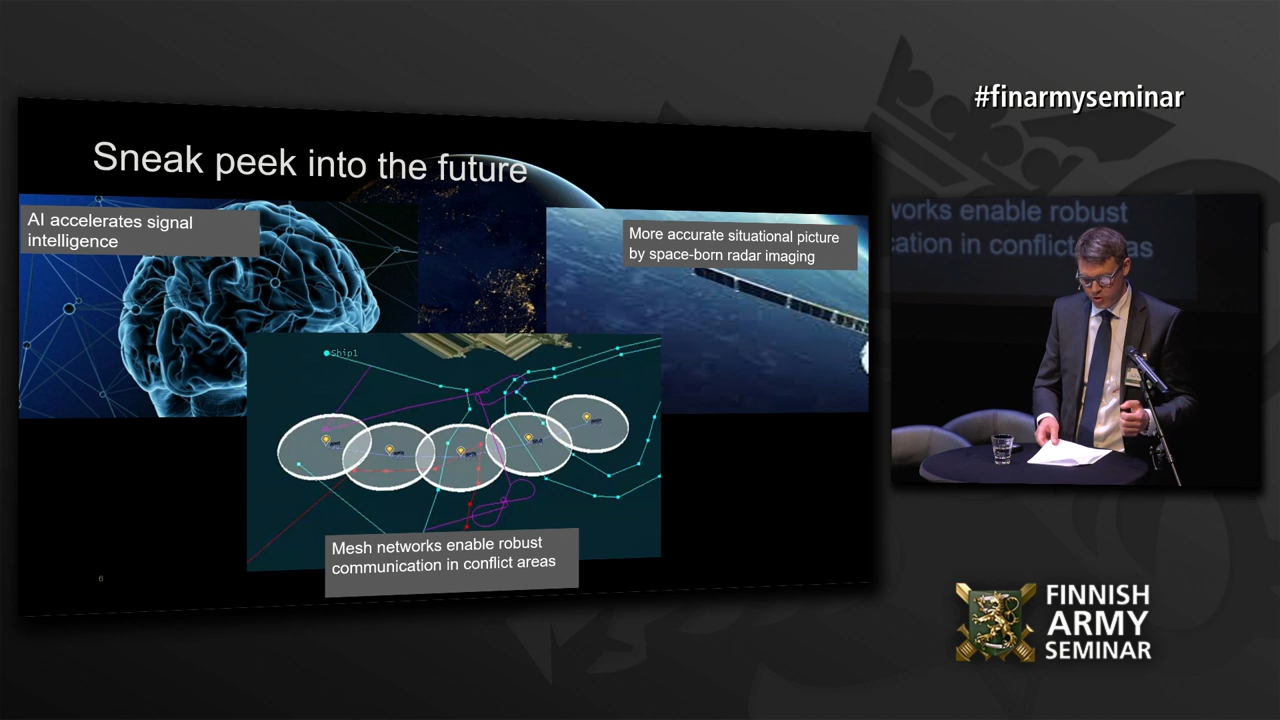 #finarmyseminar
Sneak peek into the future
AI accelerates signal
intelligence
More accurate situational picture
by space-born radar imaging
Ship1
Mesh networks enable robust
communication in conflict areas
6
works enable robust
cation in conflict areas
FINNISH
ARMY
SEMINAR